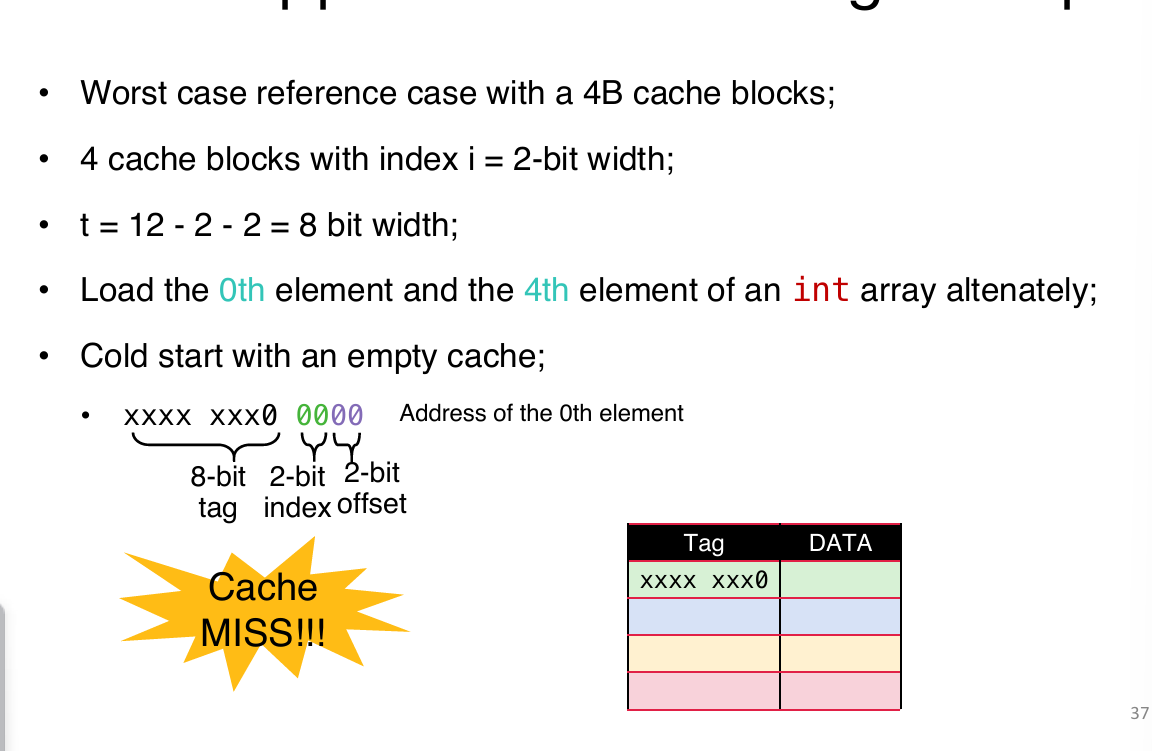 • Worst case reference case with a 4B cache blocks;
• 4 cache blocks with index i = 2-bit width;
• t = 12 - 2 - 2 = 8 bit width;
• Load the 0th element and the 4th element of an int array altenately;
• Cold start with an empty cache;
• xxxx xxx0 0000 Address of the 0th element
8-bit 2-bit 2-bit
tag index offset
Cache
MISS!!!
Tag DATA
xxxx xxx0
37